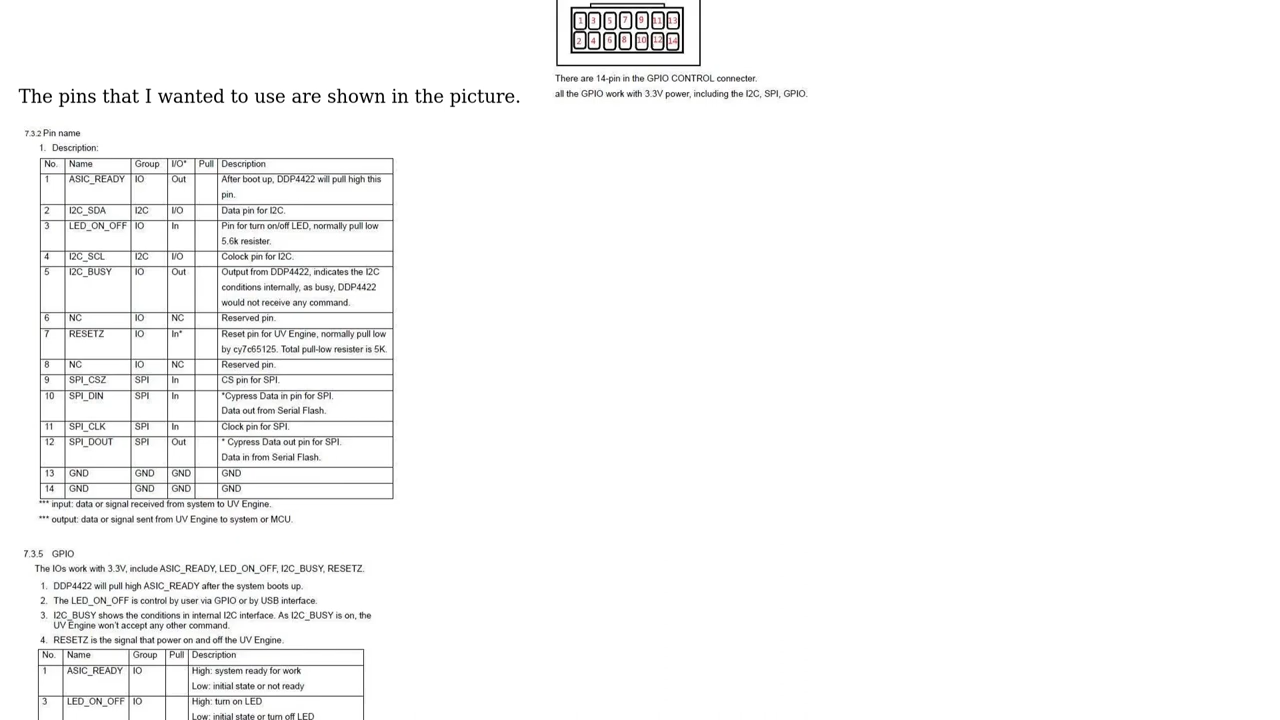 1 3 5 7 9 11 13
2 4 6 8 10 12 14
There are 14-pin in the GPIO CONTROL connecter.
all the GPIO work with 3.3V power, including the I2C, SPI, GPIO.
The pins that I wanted to use are shown in the picture.
7.3.2 Pin name
1. Description:
No. Name Group I/O* Pull Description
1 ASIC_READY IO Out After boot up, DDP4422 will pull high this
pin.
2 I2C_SDA I2C I/O Data pin for I2C.
3 LED_ON_OFF IO In Pin for turn on/off LED, normally pull low
5.6k resister.
4 I2C_SCL I2C I/O Colock pin for I2C.
5 I2C_BUSY IO Out Output from DDP4422, indicates the I2C
conditions internally, as busy, DDP4422
would not receive any command.
6 NC IO NC Reserved pin.
7 RESETZ IO In* Reset pin for UV Engine, normally pull low
by cy7c65125. Total pull-low resister is 5K.
8 NC IO NC Reserved pin.
9 SPI_CSZ SPI In CS pin for SPI.
10 SPI_DIN SPI In *Cypress Data in pin for SPI.
Data out from Serial Flash.
11 SPI_CLK SPI In Clock pin for SPI.
12 SPI_DOUT SPI Out * Cypress Data out pin for SPI.
Data in from Serial Flash.
13 GND GND GND GND
14 GND GND GND GND
*** input: data or signal received from system to UV Engine.
*** output: data or signal sent from UV Engine to system or MCU.
7.3.5 GPIO
The IOs work with 3.3V, include ASIC_READY, LED_ON_OFF, I2C_BUSY, RESETZ.
1. DDP4422 will pull high ASIC_READY after the system boots up.
2. The LED_ON_OFF is control by user via GPIO or by USB interface.
3. I2C_BUSY shows the conditions in internal I2C interface. As I2C_BUSY is on, the
UV Engine won't accept any other command.
4. RESETZ is the signal that power on and off the UV Engine.
No. Name Group Pull Description
1 ASIC_READY IO High: system ready for work
Low: initial state or not ready
3 LED_ON_OFF IO High: turn on LED
Low: initial state or turn off LED